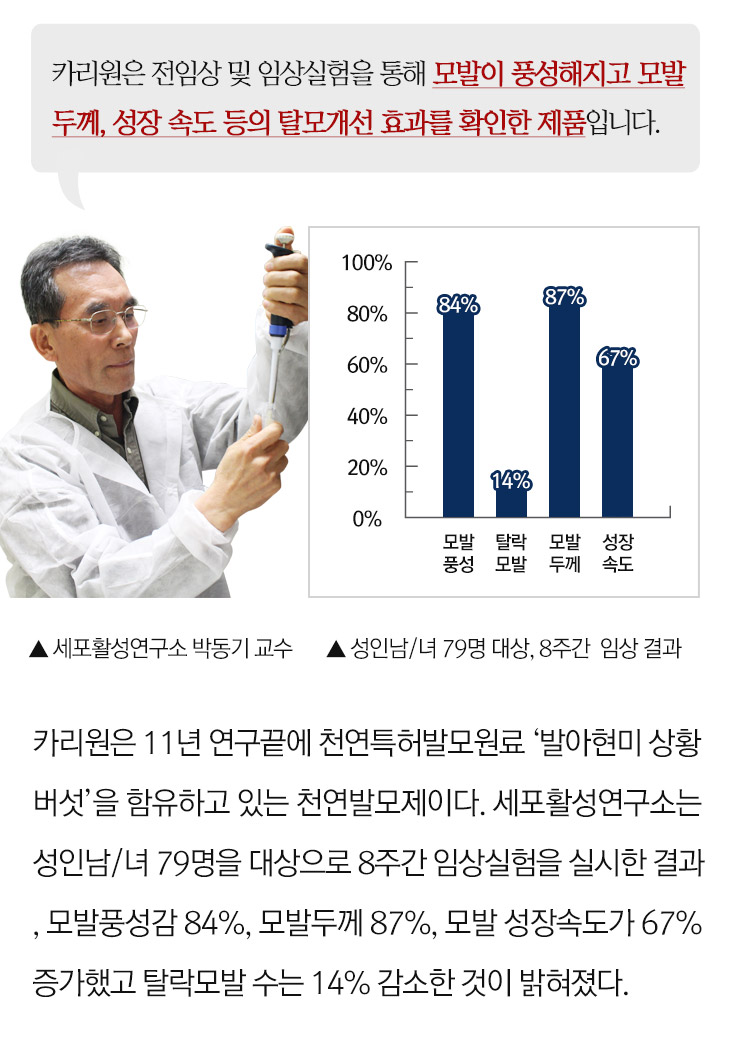 카리원은 전임상 및 임상실험을 통해 모발이 풍성해지고 모발
두께, 성장 속도 등의 탈모개선 효과를 확인한 제품입니다.
100%
80%
60%
40%
20%
0%
84%
14%
87%
67%
모발 탈락 모발 성장
풍성 모발 두께 속도
▲ 세포활성연구소 박동기 교수
▲ 성인남/녀 79명 대상, 8주간 임상 결과
카리원은 11년 연구끝에 천연특허발모원료 ‘발아현미 상황
버섯’을 함유하고 있는 천연발모제이다. 세포활성연구소는
성인남/녀 79명을 대상으로 8주간 임상실험을 실시한 결과
, 모발풍성감 84%, 모발두께 87%, 모발 성장속도가 67%
증가했고 탈락모발 수는 14% 감소한 것이 밝혀졌다.